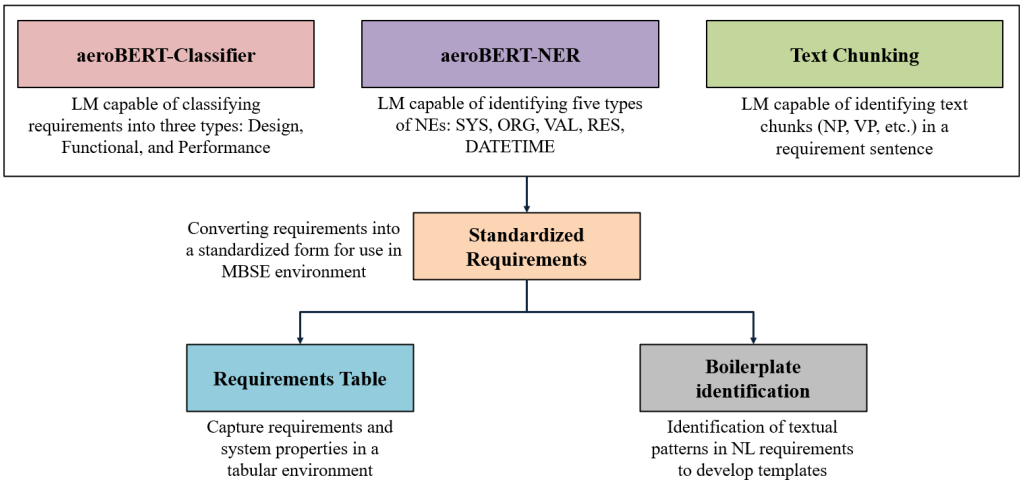 aeroBERT-Classifier
LM capable of classifying
requirements into three types: Design,
Functional, and Performance
aeroBERT-NER
LM capable of identifying five types
of NEs: SYS, ORG, VAL, RES,
DATETIME
Text Chunking
LM capable of identifying text
chunks (NP, VP, etc.) in a
requirement sentence
Converting requirements into
a standardized form for use in
MBSE environment
Standardized
Requirements
Requirements Table
Capture requirements and
system properties in a
tabular environment
Boilerplate
identification
Identification of textual
patterns in NL requirements
to develop templates